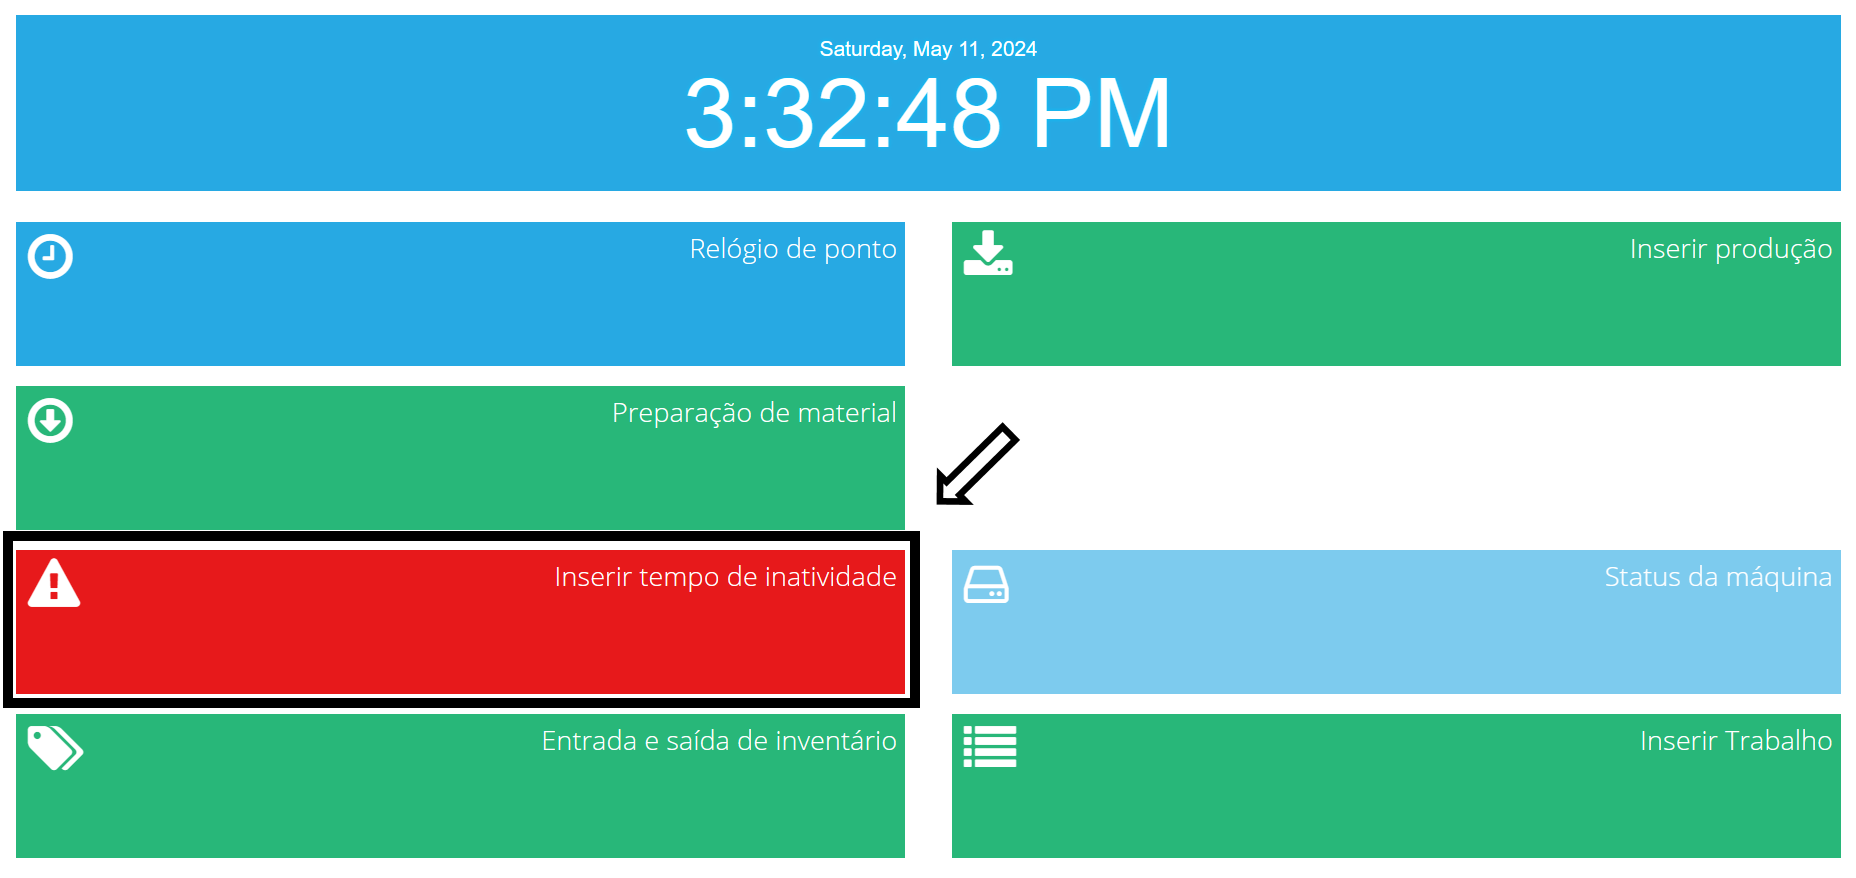 Saturday, May 11, 2024
3:32:48 PM
Relógio de ponto
Inserir produção
Preparação de material
Inserir tempo de inatividade
Status da máquina
Entrada e saída de inventário
Inserir Trabalho